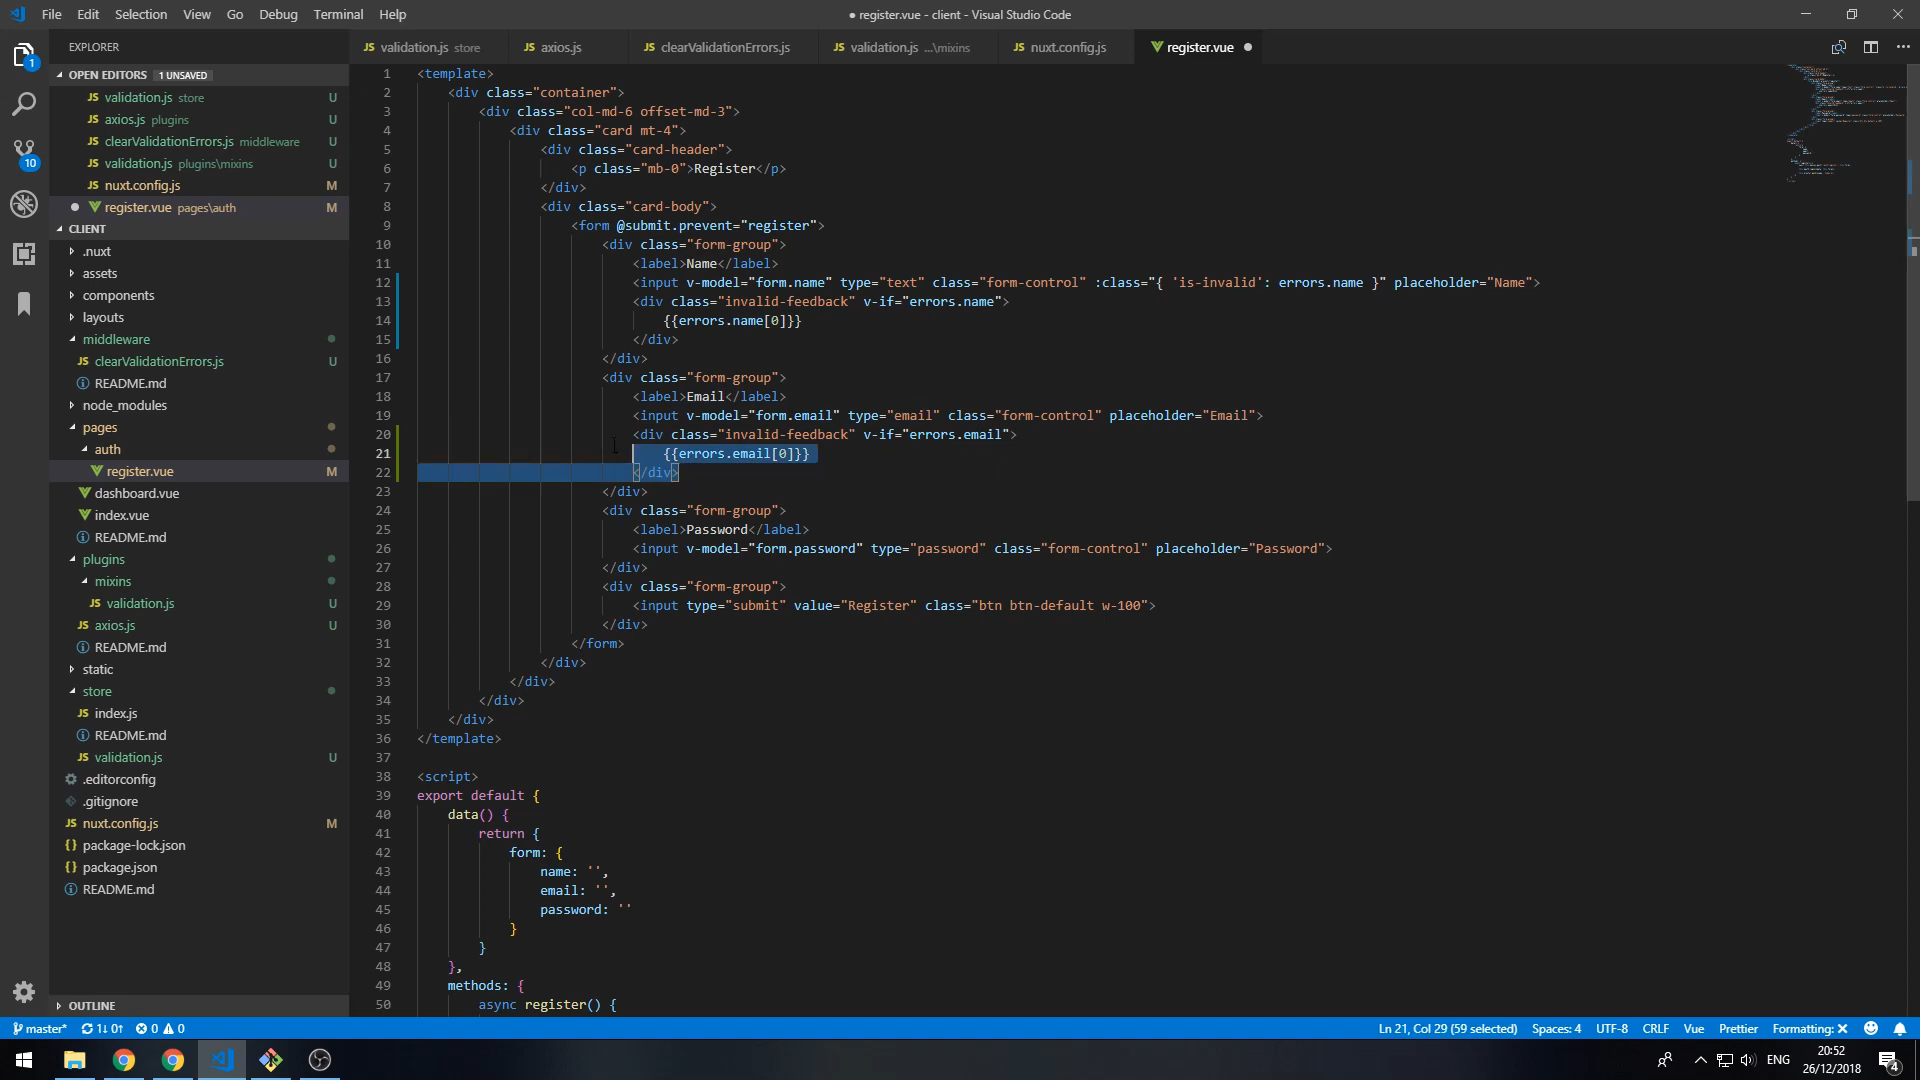 File Edit Selection View Go Debug Terminal Help
● register.vue - client - Visual Studio Code
EXPLORER
validation.js store
axios.js
clearValidationErrors.js
validation.js ...\mixins
nuxt.config.js
register.vue
OPEN EDITORS 1 UNSAVED
JS validation.js store U
JS axios.js plugins U
JS clearValidationErrors.js middleware U
JS validation.js plugins\mixins U
JS nuxt.config.js M
register.vue pages\auth M
CLIENT
.nuxt
assets
components
layouts
middleware
JS clearValidationErrors.js U
README.md
node_modules
pages
auth
register.vue M
dashboard.vue
index.vue
README.md
plugins
mixins
JS validation.js U
JS axios.js U
README.md
static
store
JS index.js
README.md
JS validation.js U
.editorconfig
.gitignore
JS nuxt.config.js M
{} package-lock.json
{} package.json
README.md
OUTLINE
1 <template>
2 <div class="container">
3 <div class="col-md-6 offset-md-3">
4 <div class="card mt-4">
5 <div class="card-header">
6 <p class="mb-0">Register</p>
7 </div>
8 <div class="card-body">
9 <form @submit.prevent="register">
10 <div class="form-group">
11 <label>Name</label>
12 <input v-model="form.name" type="text" class="form-control" :class="{ 'is-invalid': errors.name }" placeholder="Name">
13 <div class="invalid-feedback" v-if="errors.name">
14 {{errors.name[0]}}
15 </div>
16 </div>
17 <div class="form-group">
18 <label>Email</label>
19 <input v-model="form.email" type="email" class="form-control" placeholder="Email">
20 <div class="invalid-feedback" v-if="errors.email">
21 {{errors.email[0]}}
22 </div>
23 </div>
24 <div class="form-group">
25 <label>Password</label>
26 <input v-model="form.password" type="password" class="form-control" placeholder="Password">
27 </div>
28 <div class="form-group">
29 <input type="submit" value="Register" class="btn btn-default w-100">
30 </div>
31 </form>
32 </div>
33 </div>
34 </div>
35 </div>
36 </template>
37
38 <script>
39 export default {
40 data() {
41 return {
42 form: {
43 name: '',
44 email: '',
45 password: ''
46 }
47 }
48 },
49 methods: {
50 async register() {
master* 1↓ 0↑ 0 0
Ln 21, Col 29 (59 selected) Spaces: 4 UTF-8 CRLF Vue Prettier Formatting: ✕
ENG
20:52
26/12/2018
1
10
4